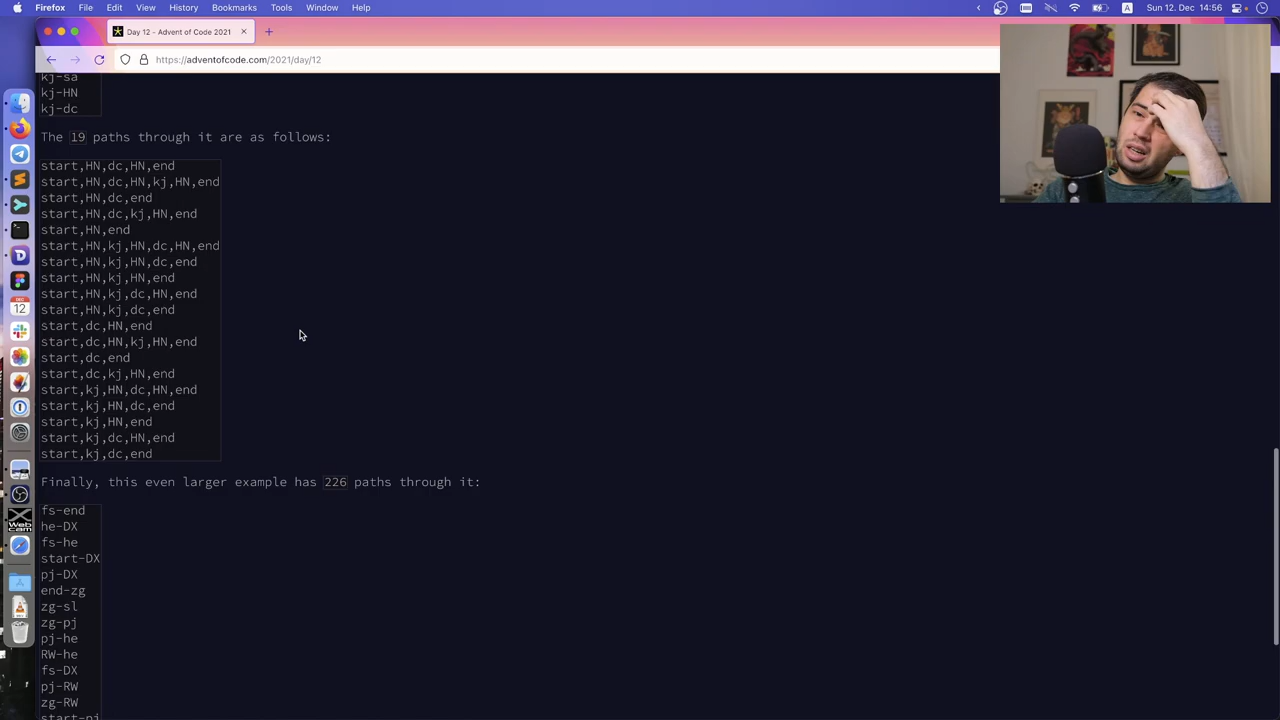 Firefox File Edit View History Bookmarks Tools Window Help
A Sun 12. Dec 14:56
Day 12 - Advent of Code 2021
https://adventofcode.com/2021/day/12
kj-sa
kj-HN
kj-dc
The 19 paths through it are as follows:
start,HN,dc,HN,end
start,HN,dc,HN,kj,HN,end
start,HN,dc,end
start,HN,dc,kj,HN,end
start,HN,end
start,HN,kj,HN,dc,HN,end
start,HN,kj,HN,dc,end
start,HN,kj,HN,end
start,HN,kj,dc,HN,end
start,HN,kj,dc,end
start,dc,HN,end
start,dc,HN,kj,HN,end
start,dc,end
start,dc,kj,HN,end
start,kj,HN,dc,HN,end
start,kj,HN,dc,end
start,kj,HN,end
start,kj,dc,HN,end
start,kj,dc,end
Finally, this even larger example has 226 paths through it:
fs-end
he-DX
fs-he
start-DX
pj-DX
end-zg
zg-sl
zg-pj
pj-he
RW-he
fs-DX
pj-RW
zg-RW
start-pj
DEC
12
X
Web
cam